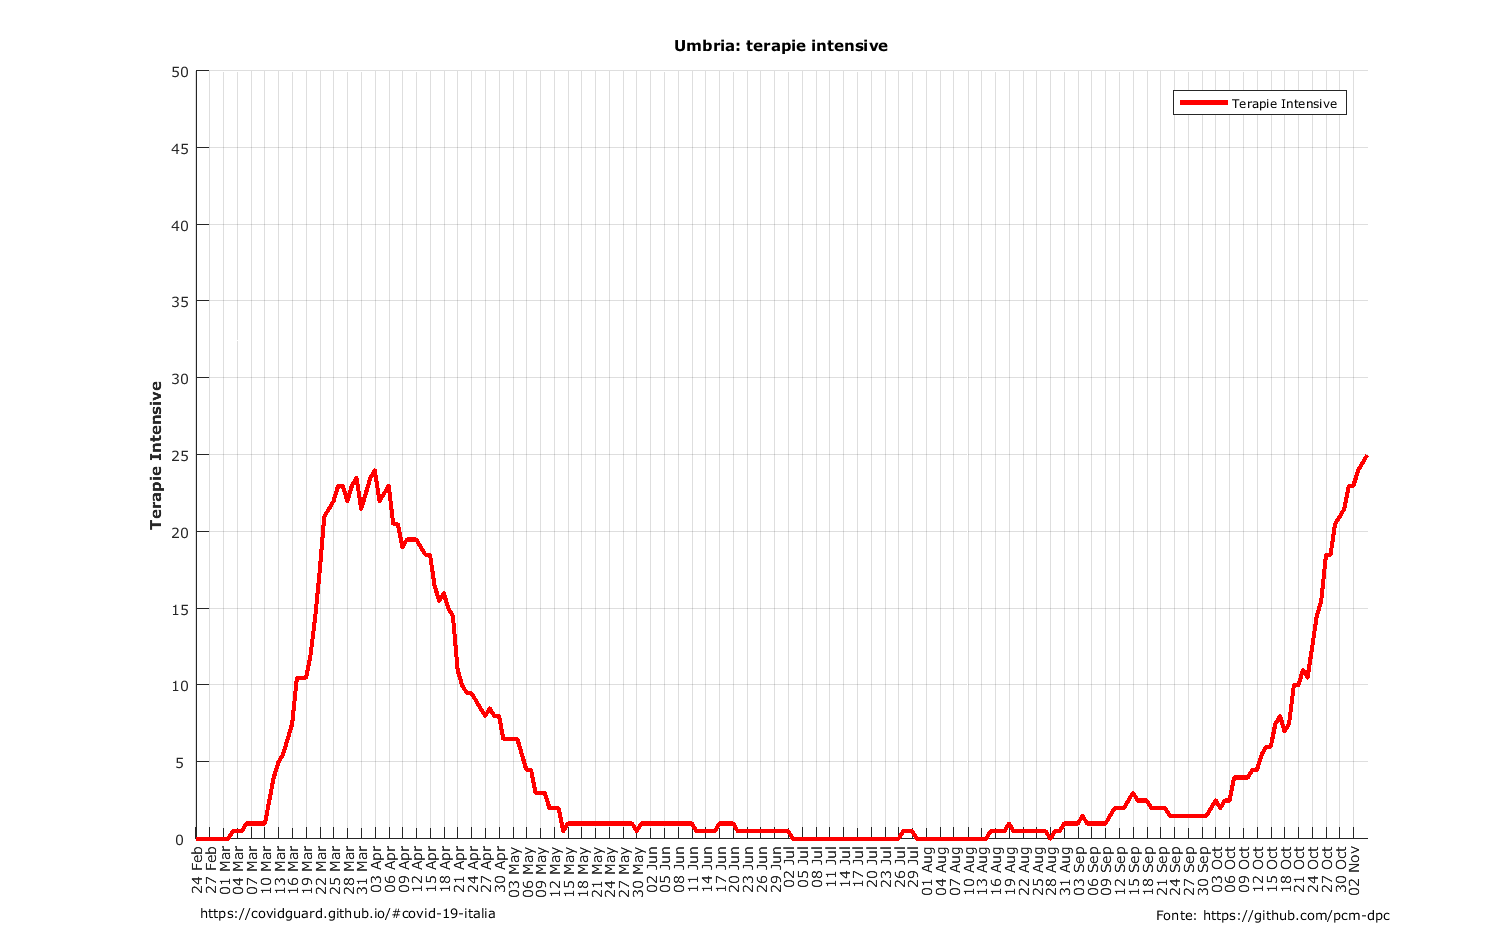 Umbria: terapie intensive
50
45
40
35
30
25
20
15
10
5
0
Terapie Intensive
Terapie Intensive
24 Feb
27 Feb
01 Mar
04 Mar
07 Mar
10 Mar
13 Mar
16 Mar
19 Mar
22 Mar
25 Mar
28 Mar
31 Mar
03 Apr
06 Apr
09 Apr
12 Apr
15 Apr
18 Apr
21 Apr
24 Apr
27 Apr
30 Apr
03 May
06 May
09 May
12 May
15 May
18 May
21 May
24 May
27 May
30 May
02 Jun
05 Jun
08 Jun
11 Jun
14 Jun
17 Jun
20 Jun
23 Jun
26 Jun
29 Jun
02 Jul
05 Jul
08 Jul
11 Jul
14 Jul
17 Jul
20 Jul
23 Jul
26 Jul
29 Jul
01 Aug
04 Aug
07 Aug
10 Aug
13 Aug
16 Aug
19 Aug
22 Aug
25 Aug
28 Aug
31 Aug
03 Sep
06 Sep
09 Sep
12 Sep
15 Sep
18 Sep
21 Sep
24 Sep
27 Sep
30 Sep
03 Oct
06 Oct
09 Oct
12 Oct
15 Oct
18 Oct
21 Oct
24 Oct
27 Oct
30 Oct
02 Nov
https://covidguard.github.io/#covid-19-italia
Fonte: https://github.com/pcm-dpc